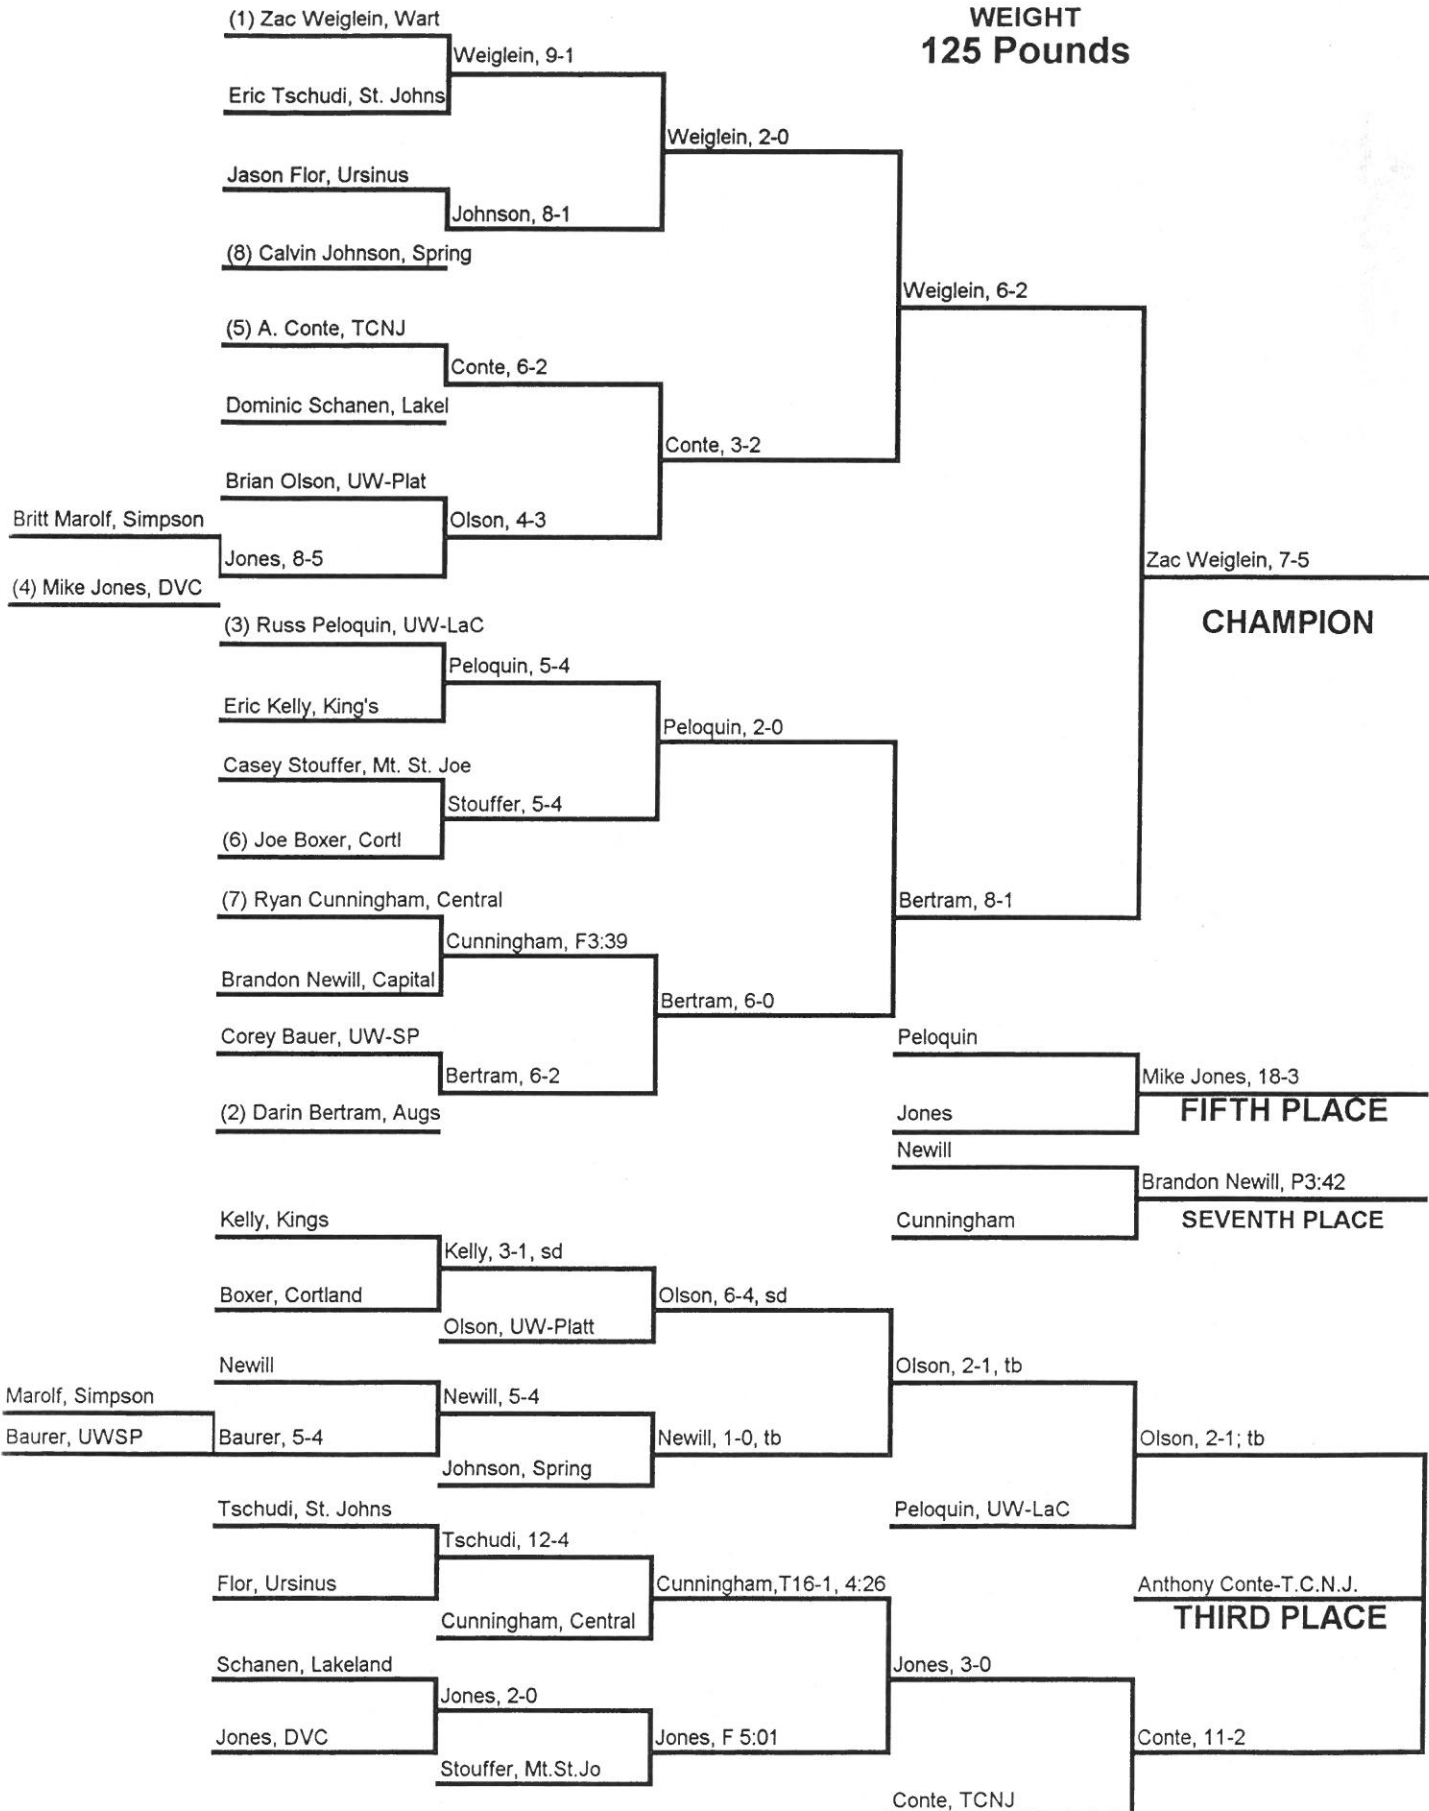 (1) Zac Weiglein, Wart
WEIGHT
125 Pounds
Weiglein, 9-1
Eric Tschudi, St. Johns
Weiglein, 2-0
Jason Flor, Ursinus
Johnson, 8-1
(8) Calvin Johnson, Spring
Weiglein, 6-2
(5) A. Conte, TCNJ
Conte, 6-2
Dominic Schanen, Lakel
Conte, 3-2
Brian Olson, UW-Plat
Britt Marolf, Simpson
Olson, 4-3
Jones, 8-5
(4) Mike Jones, DVC
Zac Weiglein, 7-5
CHAMPION
(3) Russ Peloquin, UW-LaC
Peloquin, 5-4
Eric Kelly, King's
Peloquin, 2-0
Casey Stouffer, Mt. St. Joe
Stouffer, 5-4
(6) Joe Boxer, Cortl
(7) Ryan Cunningham, Central
Bertram, 8-1
Cunningham, F3:39
Brandon Newill, Capital
Bertram, 6-0
Corey Bauer, UW-SP
Bertram, 6-2
(2) Darin Bertram, Augs
Peloquin
Mike Jones, 18-3
Jones
FIFTH PLACE
Newill
Brandon Newill, P3:42
Cunningham
SEVENTH PLACE
Kelly, Kings
Kelly, 3-1, sd
Boxer, Cortland
Olson, 6-4, sd
Olson, UW-Platt
Newill
Olson, 2-1, tb
Marolf, Simpson
Newill, 5-4
Baurer, UWSP
Baurer, 5-4
Newill, 1-0, tb
Olson, 2-1; tb
Johnson, Spring
Peloquin, UW-LaC
Tschudi, St. Johns
Tschudi, 12-4
Flor, Ursinus
Cunningham,T16-1, 4:26
Anthony Conte-T.C.N.J.
THIRD PLACE
Cunningham, Central
Schanen, Lakeland
Jones, 3-0
Jones, 2-0
Jones, DVC
Jones, F 5:01
Conte, 11-2
Stouffer, Mt.St.Jo
Conte, TCNJ